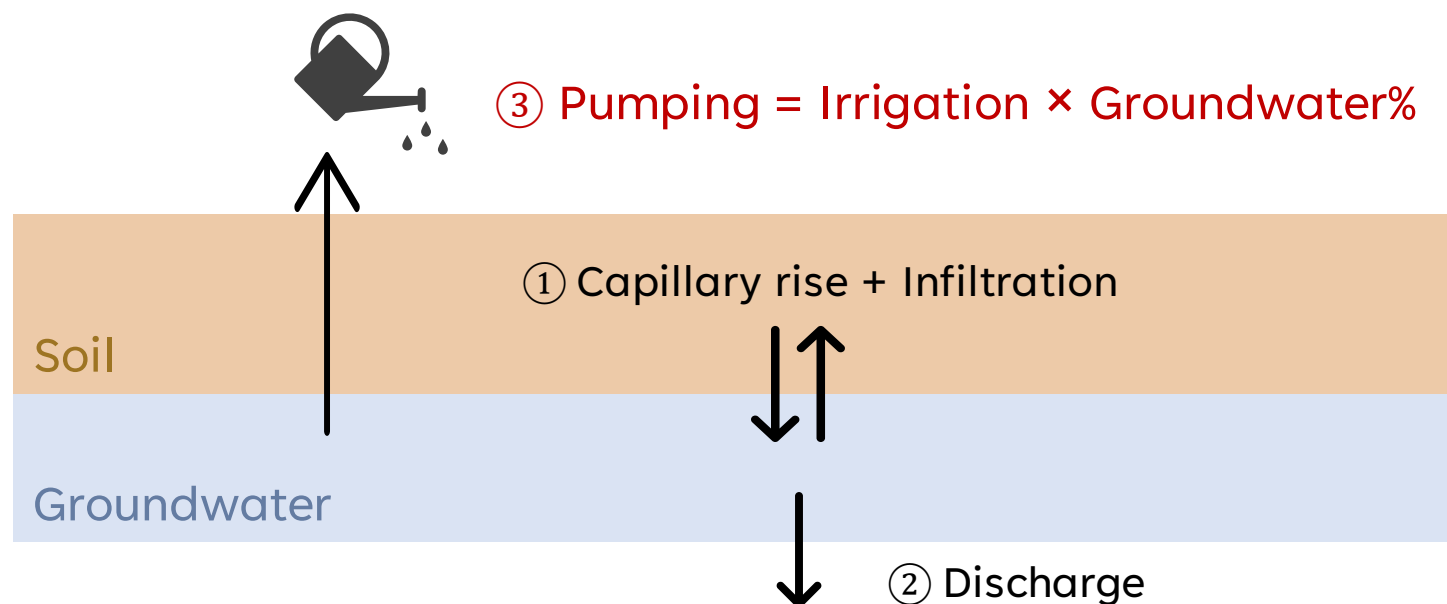 ③ Pumping = Irrigation × Groundwater%
① Capillary rise + Infiltration
Soil
Groundwater
② Discharge